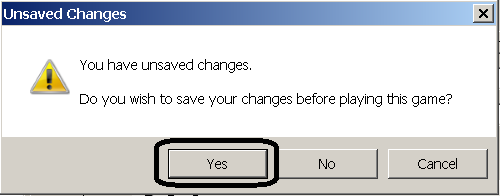 Unsaved Changes
You have unsaved changes.
Do you wish to save your changes before playing this game?
Yes No Cancel